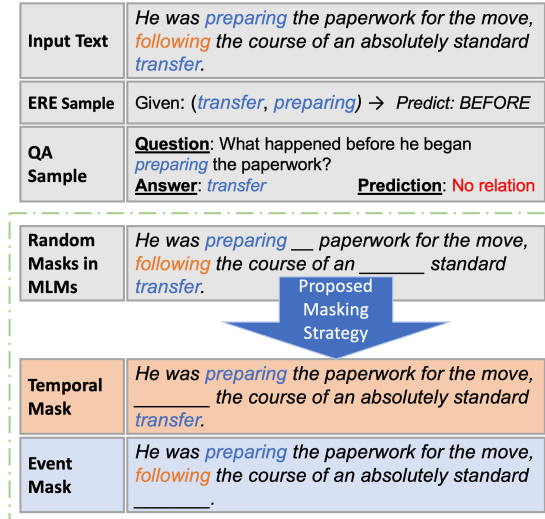 Input Text
He was preparing the paperwork for the move,
following the course of an absolutely standard
transfer.
ERE Sample
Given: (transfer, preparing) → Predict: BEFORE
QA
Sample
Question: What happened before he began
preparing the paperwork?
Answer: transfer Prediction: No relation
Random
Masks in
MLMs
He was preparing __ paperwork for the move,
following the course of an ______ standard
transfer.
Proposed
Masking
Strategy
Temporal
Mask
He was preparing the paperwork for the move,
_______ the course of an absolutely standard
transfer.
Event
Mask
He was preparing the paperwork for the move,
following the course of an absolutely standard
_______.